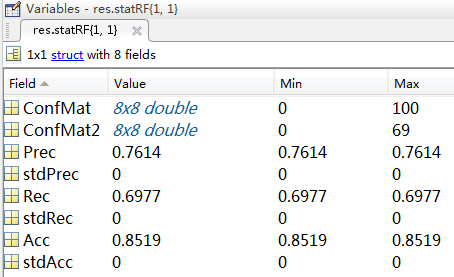 Variables - res.statRF{1, 1}
res.statRF{1, 1}
1x1 struct with 8 fields
Field Value Min Max
ConfMat 8x8 double 0 100
ConfMat2 8x8 double 0 69
Prec 0.7614 0.7614 0.7614
stdPrec 0 0 0
Rec 0.6977 0.6977 0.6977
stdRec 0 0 0
Acc 0.8519 0.8519 0.8519
stdAcc 0 0 0